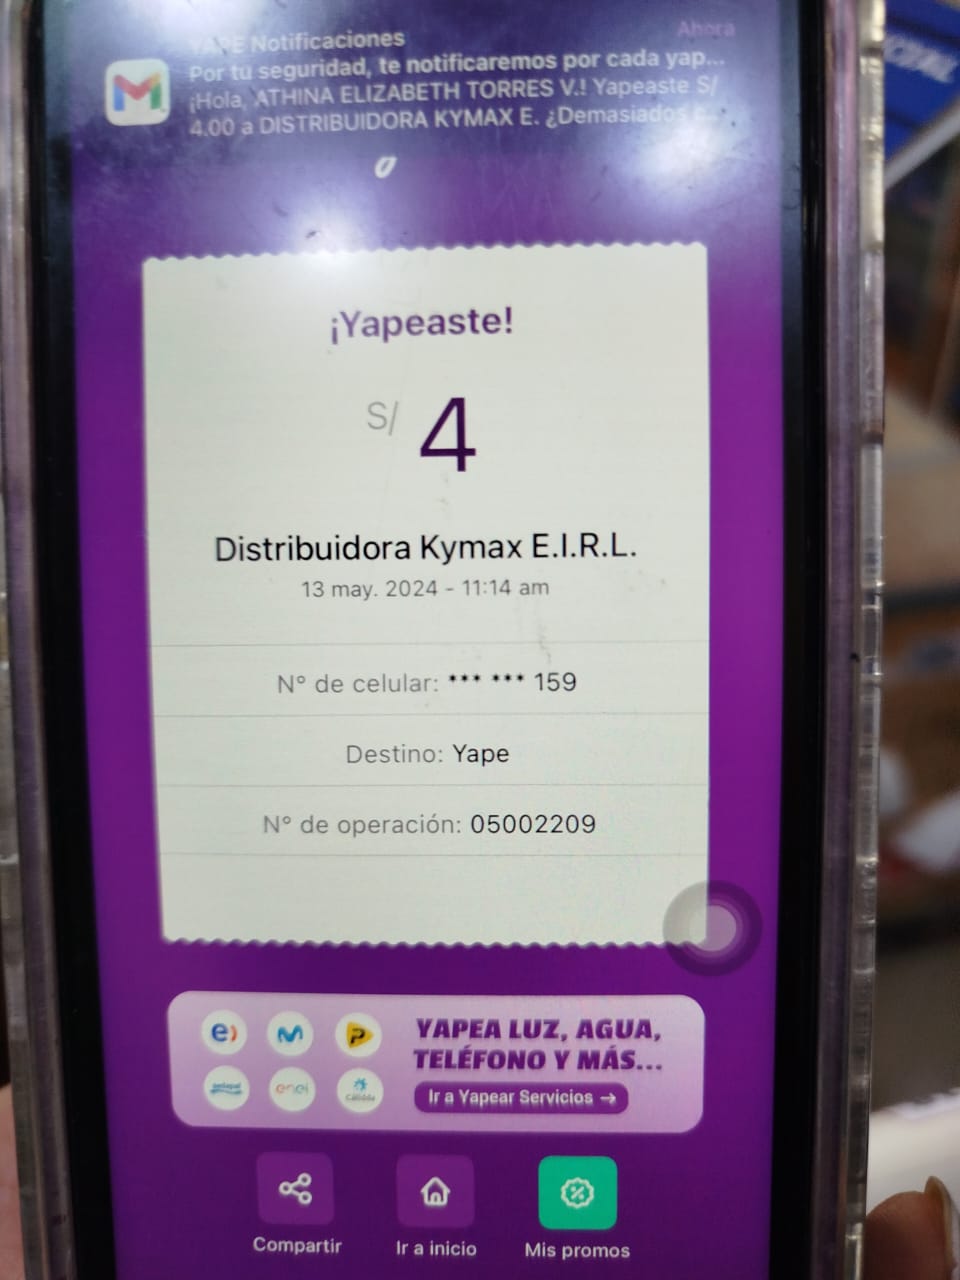 YAPE Notificaciones
Ahora
Por tu seguridad, te notificaremos por cada yap...
¡Hola, ATHINA ELIZABETH TORRES V.! Yapeaste S/
4.00 a DISTRIBUIDORA KYMAX E. ¿Demasiados
¡Yapeaste!
S/ 4
Distribuidora Kymax E.I.R.L.
13 may. 2024 - 11:14 am
N° de celular: *** *** 159
Destino: Yape
N° de operación: 05002209
YAPEA LUZ, AGUA,
TELÉFONO Y MÁS...
enel
Cálidda
Ir a Yapear Servicios →
Compartir
Ir a inicio
Mis promos